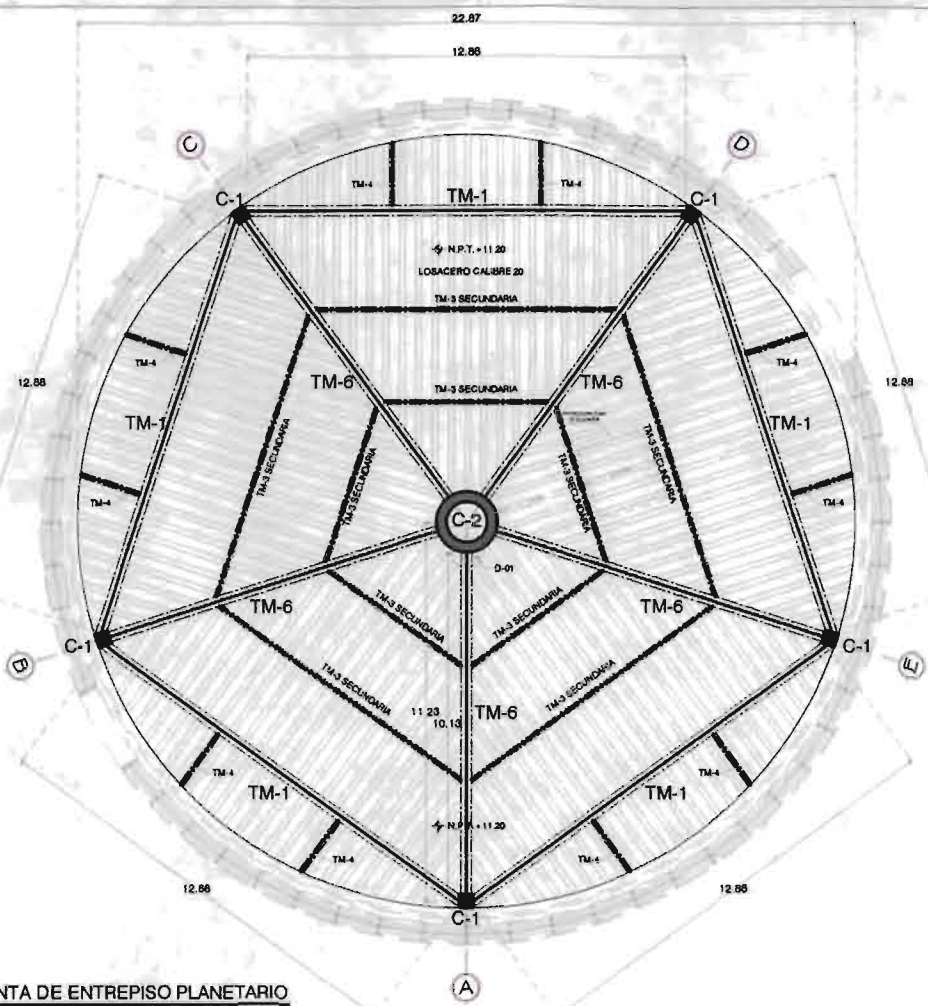 22.87
12.86
C
D
C-1
TM-4
TM-1
TM-4
C-1
N.P.T. + 11.20
LOSACERO CALIBRE 20
TM-3 SECUNDARIA
TM-4
TM-4
12.88
TM-6
TM-3 SECUNDARIA
TM-6
12.88
TM-1
TM-1
TM-3 SECUNDARIA
TM-3 SECUNDARIA
TM-3 SECUNDARIA
TM-3 SECUNDARIA
TM-4
TM-4
C-2
D-01
TM-6
TM-3 SECUNDARIA
TM-3 SECUNDARIA
TM-6
C-1
C-1
B
E
TM-3 SECUNDARIA
TM-3 SECUNDARIA
11.23
10.13
TM-6
TM-4
TM-1
TM-1
TM-4
N.P.T. + 11.20
TM-4
TM-4
12.86
12.86
C-1
A
NTA DE ENTREPISO PLANETARIO